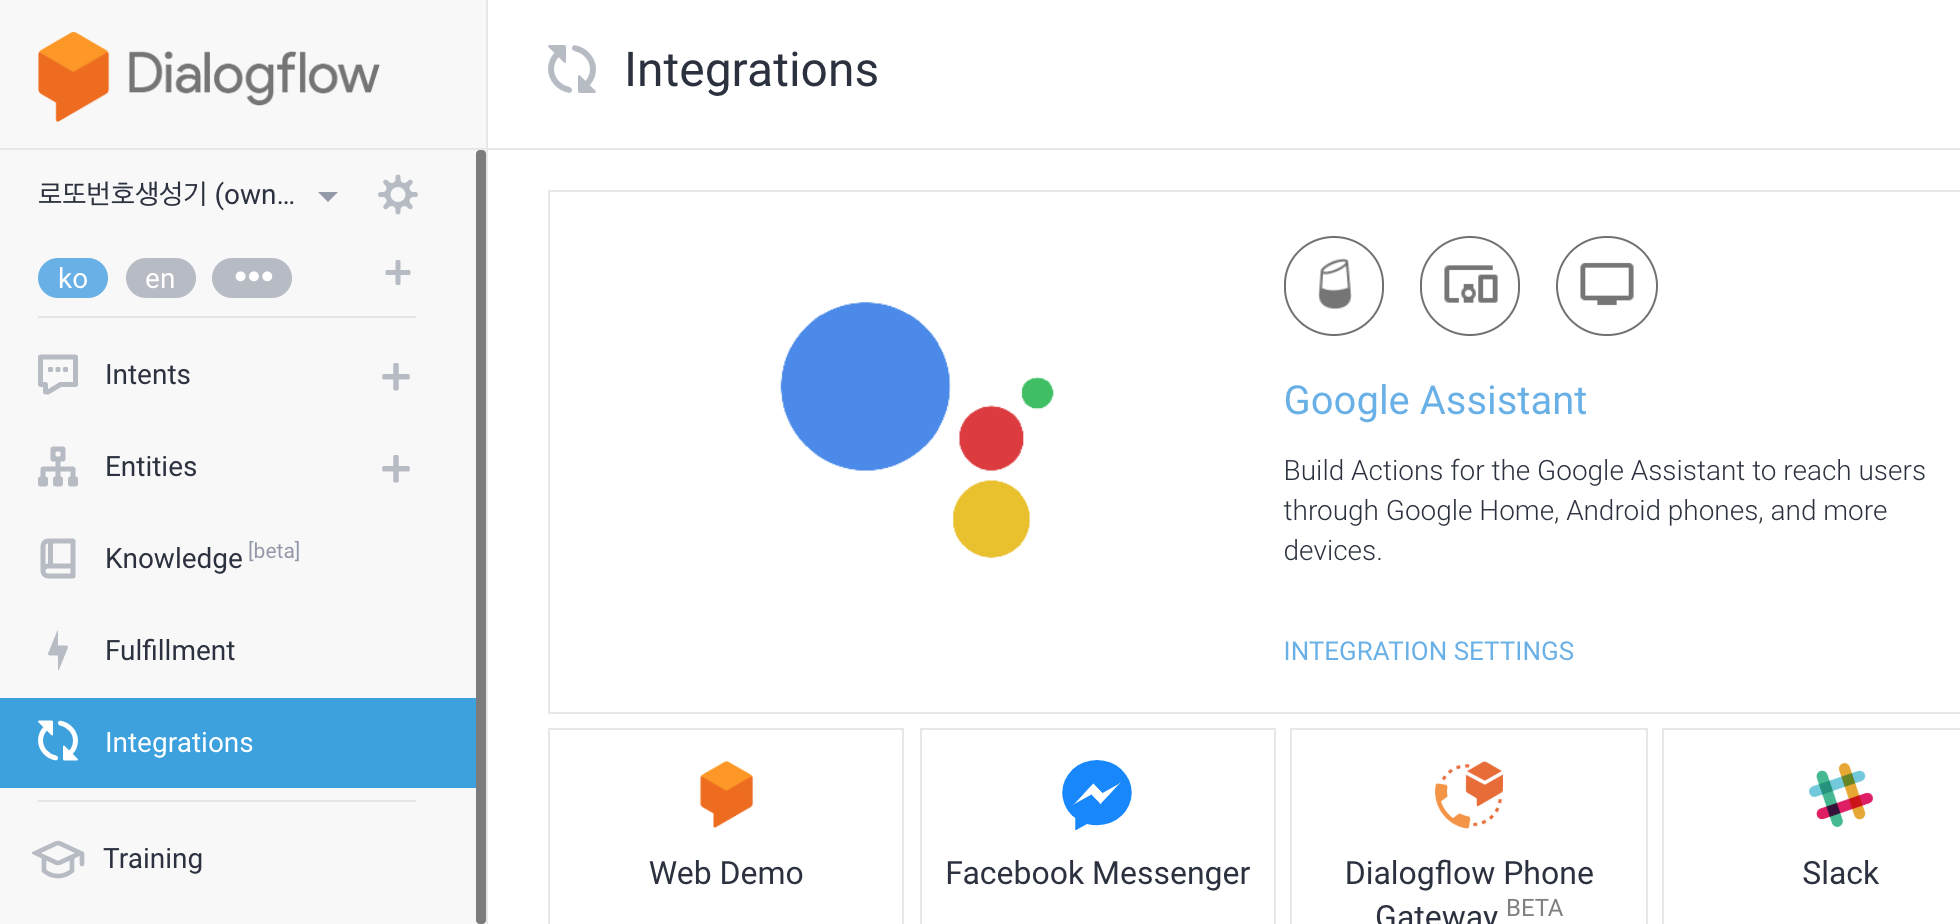 Dialogflow
Integrations
로또번호생성기 (own...
ko
en
Intents
Entities
Knowledge [beta]
Fulfillment
Integrations
Training
Google Assistant
Build Actions for the Google Assistant to reach users
through Google Home, Android phones, and more
devices.
INTEGRATION SETTINGS
Web Demo
Facebook Messenger
Dialogflow Phone
Gateway BETA
Slack